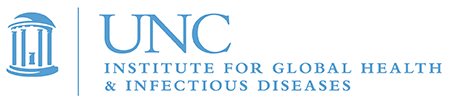 UNC
INSTITUTE FOR GLOBAL HEALTH
& INFECTIOUS DISEASES